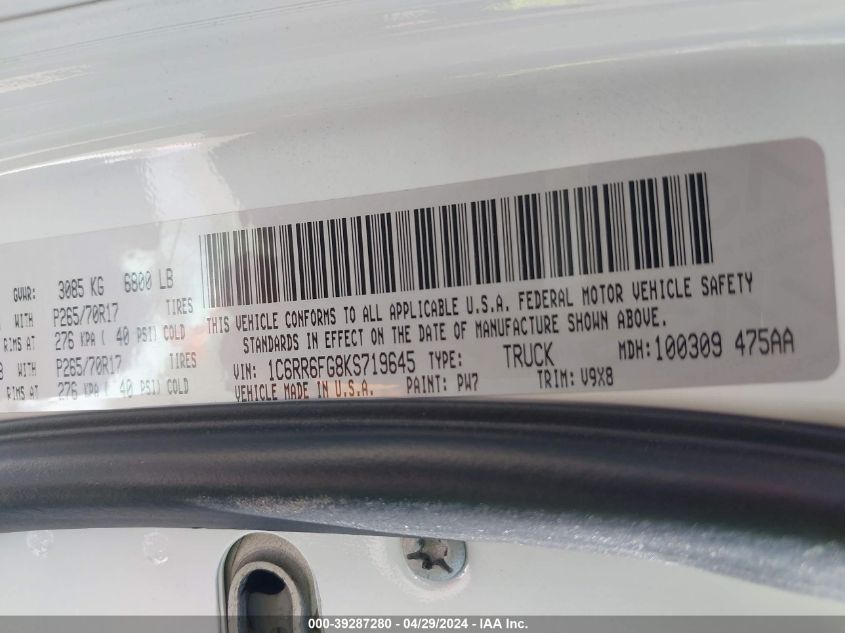 GVWR: 3085 KG 6800 LB
WITH P265/70R17 TIRES
RIMS AT 276 KPA ( 40 PSI) COLD
WITH P265/70R17 TIRES
RIMS AT 276 KPA ( 40 PSI) COLD
THIS VEHICLE CONFORMS TO ALL APPLICABLE U.S.A. FEDERAL MOTOR VEHICLE SAFETY
STANDARDS IN EFFECT ON THE DATE OF MANUFACTURE SHOWN ABOVE.
VIN: 1C6RR6FG8KS719645 TYPE: TRUCK MDH:100309 475AA
VEHICLE MADE IN U.S.A. PAINT: PW7 TRIM: V9X8
000-39287280 - 04/29/2024 - IAA Inc.